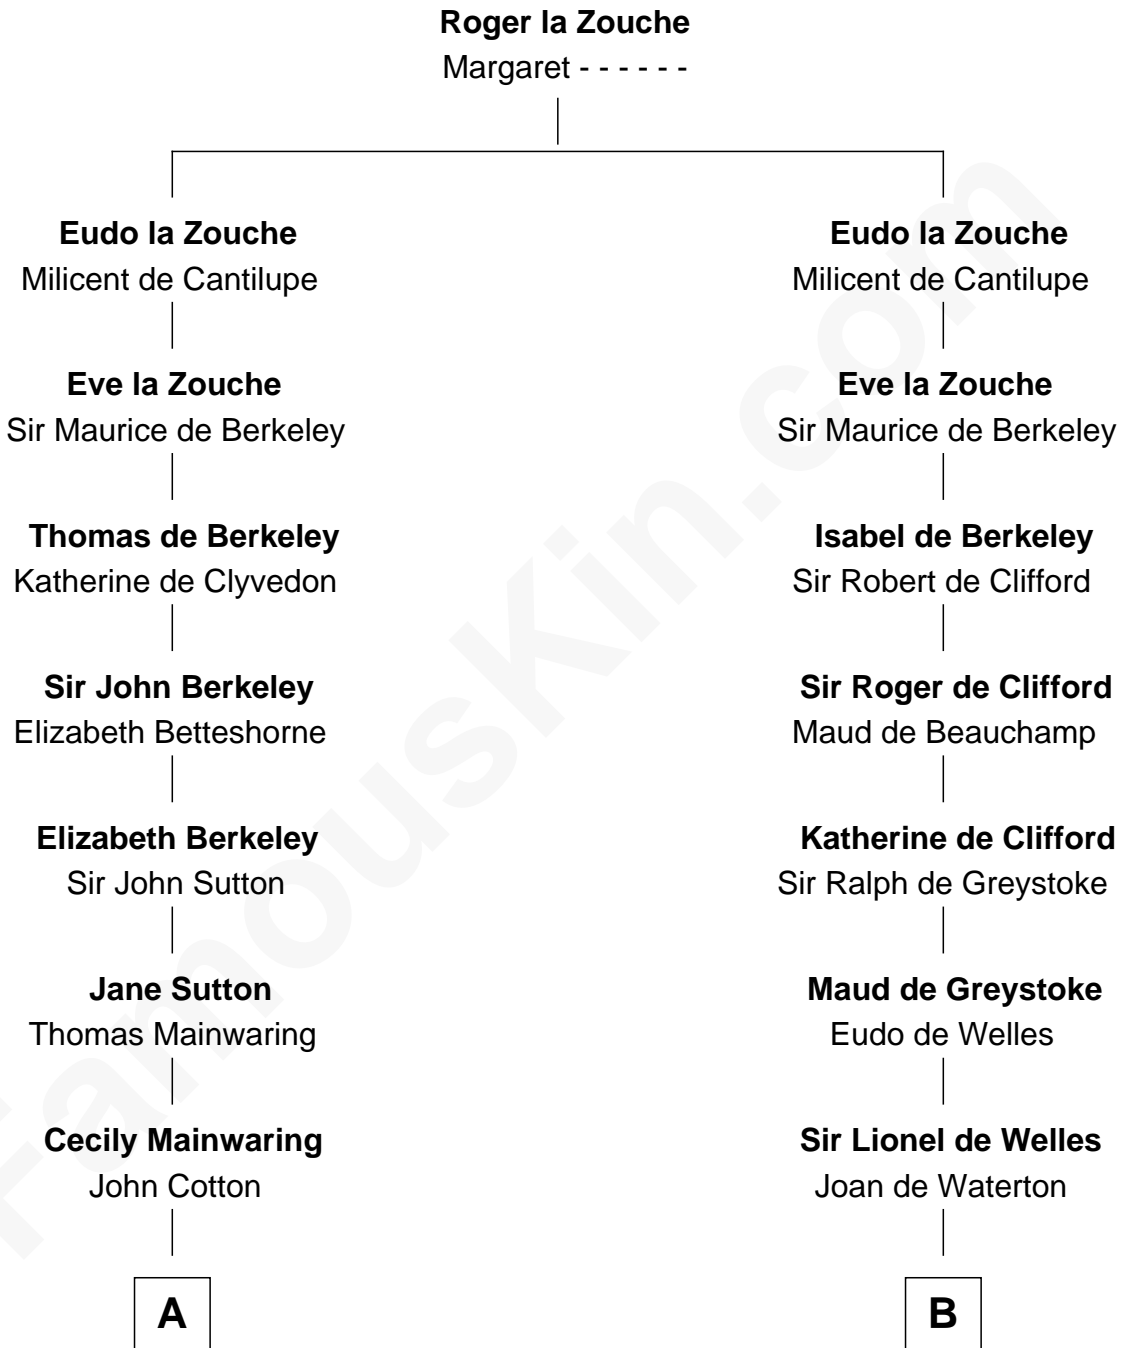 Roger la Zouche
Margaret - - - - - -
Eudo la Zouche
Milicent de Cantilupe
Eve la Zouche
Sir Maurice de Berkeley
Thomas de Berkeley
Katherine de Clyvedon
Sir John Berkeley
Elizabeth Betteshorne
Elizabeth Berkeley
Sir John Sutton
Jane Sutton
Thomas Mainwaring
Cecily Mainwaring
John Cotton
A
Eudo la Zouche
Milicent de Cantilupe
Eve la Zouche
Sir Maurice de Berkeley
Isabel de Berkeley
Sir Robert de Clifford
Sir Roger de Clifford
Maud de Beauchamp
Katherine de Clifford
Sir Ralph de Greystoke
Maud de Greystoke
Eudo de Welles
Sir Lionel de Welles
Joan de Waterton
B
FamousKin.com